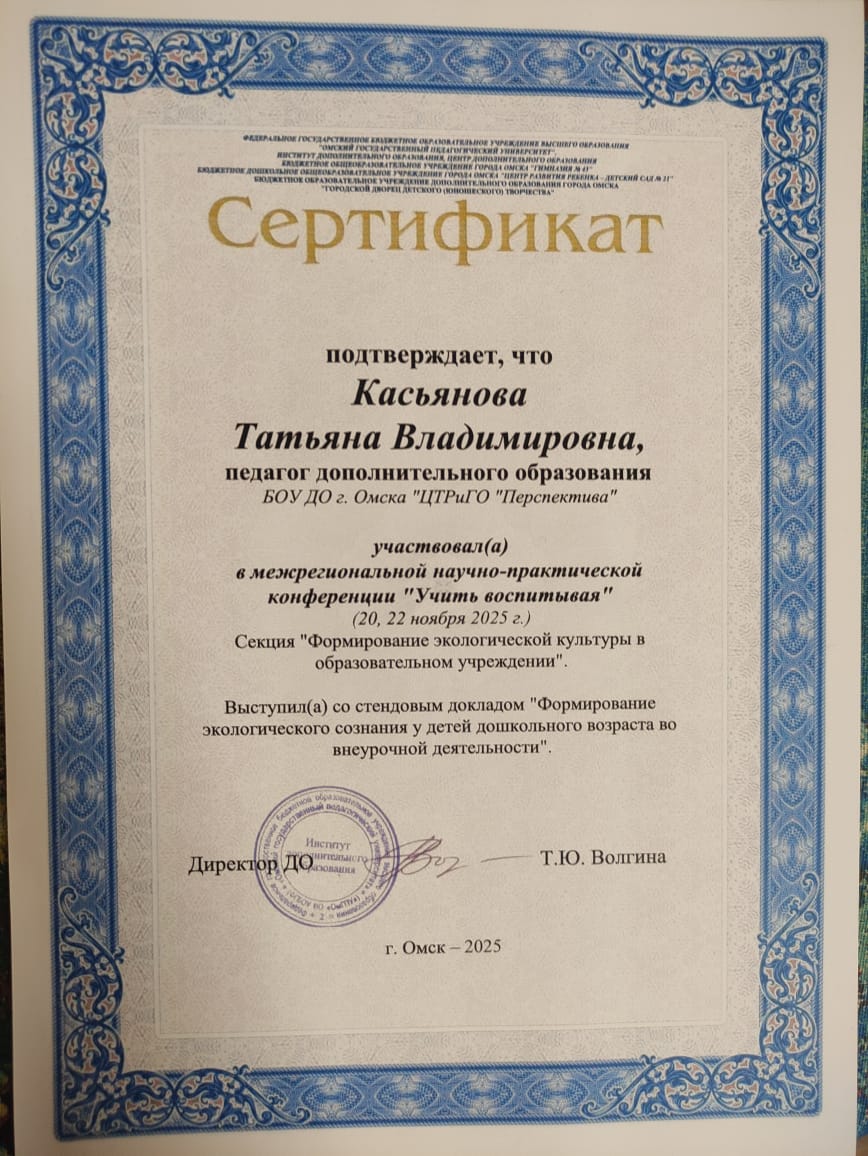 ФЕДЕРАЛЬНОЕ ГОСУДАРСТВЕННОЕ БЮДЖЕТНОЕ ОБРАЗОВАТЕЛЬНОЕ УЧРЕЖДЕНИЕ ВЫСШЕГО ОБРАЗОВАНИЯ
"ОМСКИЙ ГОСУДАРСТВЕННЫЙ ПЕДАГОГИЧЕСКИЙ УНИВЕРСИТЕТ",
ИНСТИТУТ ДОПОЛНИТЕЛЬНОГО ОБРАЗОВАНИЯ, ЦЕНТР ДОПОЛНИТЕЛЬНОГО ОБРАЗОВАНИЯ
БЮДЖЕТНОЕ ОБЩЕОБРАЗОВАТЕЛЬНОЕ УЧРЕЖДЕНИЕ ГОРОДА ОМСКА "ГИМНАЗИЯ №
БЮДЖЕТНОЕ ДОШКОЛЬНОЕ ОБЩЕОБРАЗОВАТЕЛЬНОЕ УЧРЕЖДЕНИЕ ГОРОДА ОМСКА "ЦЕНТР РАЗВИТИЯ РЕБЕНКА – ДЕТСКИЙ САД №
БЮДЖЕТНОЕ ОБРАЗОВАТЕЛЬНОЕ УЧРЕЖДЕНИЕ ДОПОЛНИТЕЛЬНОГО ОБРАЗОВАНИЯ ГОРОДА ОМСКА
"ГОРОДСКОЙ ДВОРЕЦ ДЕТСКОГО (ЮНОШЕСКОГО) ТВОРЧЕСТВА"
Сертификат
подтверждает, что
Касьянова
Татьяна Владимировна,
педагог дополнительного образования
БОУ ДО г. Омска "ЦТРиГО "Перспектива"
участвовал(а)
в межрегиональной научно-практической
конференции "Учить воспитывая"
(20, 22 ноября 2025 г.)
Секция "Формирование экологической культуры в
образовательном учреждении".
Выступил(а) со стендовым докладом "Формирование
экологического сознания у детей дошкольного возраста во
внеурочной деятельности".
Институт
дополнительного
образования
Директор ДО
Т.Ю. Волгина
г. Омск – 2025